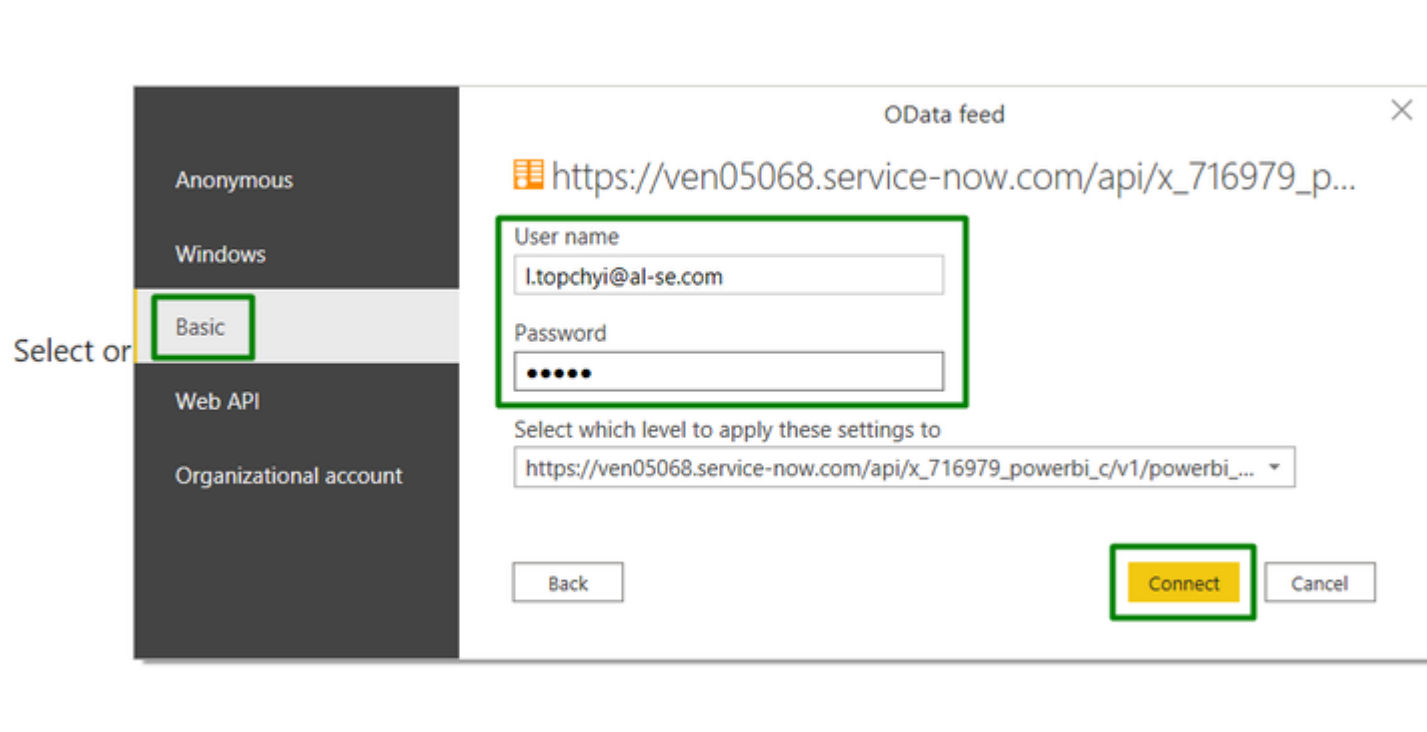 OData feed
Anonymous
Windows
Basic
Web API
Organizational account
Select or
https://ven05068.service-now.com/api/x_716979_p...
User name
l.topchyi@al-se.com
Password
•••••
Select which level to apply these settings to
https://ven05068.service-now.com/api/x_716979_powerbi_c/v1/powerbi_...
Back
Connect
Cancel